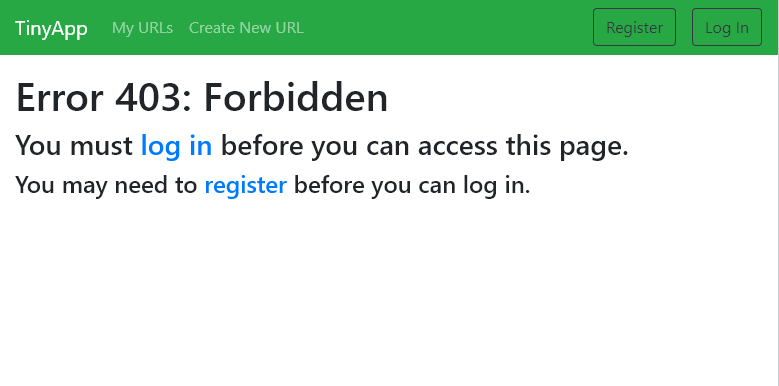 TinyApp My URLs Create New URL Register Log In
Error 403: Forbidden
You must log in before you can access this page.
You may need to register before you can log in.